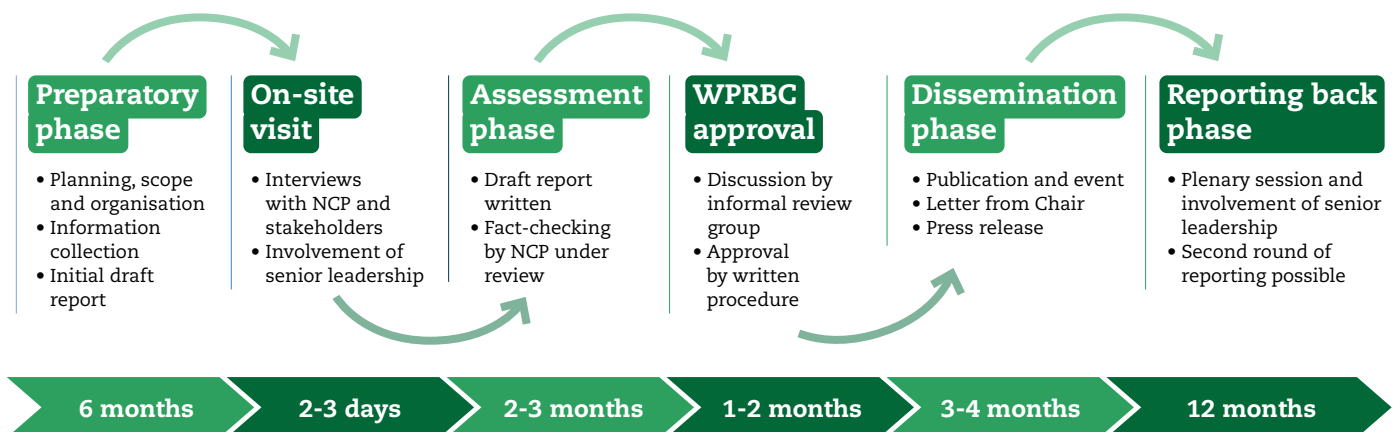 Preparatory
phase
• Planning, scope
and organisation
• Information
collection
• Initial draft
report
On-site
visit
• Interviews
with NCP and
stakeholders
• Involvement of
senior leadership
Assessment
phase
• Draft report
written
• Fact-checking
by NCP under
review
WPRBC
approval
• Discussion by
informal review
group
• Approval
by written
procedure
Dissemination
phase
• Publication and event
• Letter from Chair
• Press release
Reporting back
phase
• Plenary session and
involvement of senior
leadership
• Second round of
reporting possible
6 months
2-3 days
2-3 months
1-2 months
3-4 months
12 months